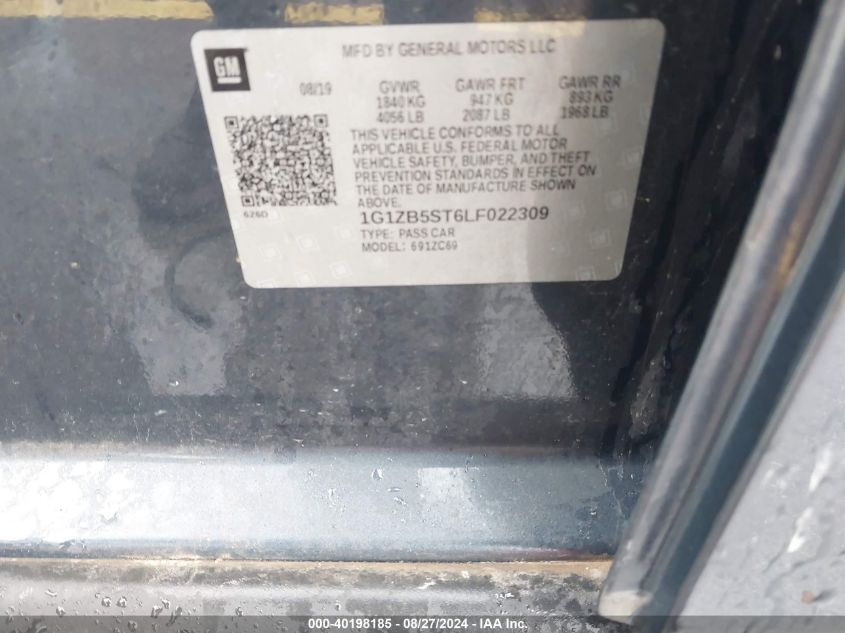 GM
MFD BY GENERAL MOTORS LLC
08/19 GVWR GAWR FRT GAWR RR
1840 KG 947 KG 893 KG
4056 LB 2087 LB 1968 LB
THIS VEHICLE CONFORMS TO ALL
APPLICABLE U.S. FEDERAL MOTOR
VEHICLE SAFETY, BUMPER, AND THEFT
PREVENTION STANDARDS IN EFFECT ON
THE DATE OF MANUFACTURE SHOWN
ABOVE.
626D
1G1ZB5ST6LF022309
TYPE: PASS CAR
MODEL: 691ZC69
000-40198185 - 08/27/2024 - IAA Inc.